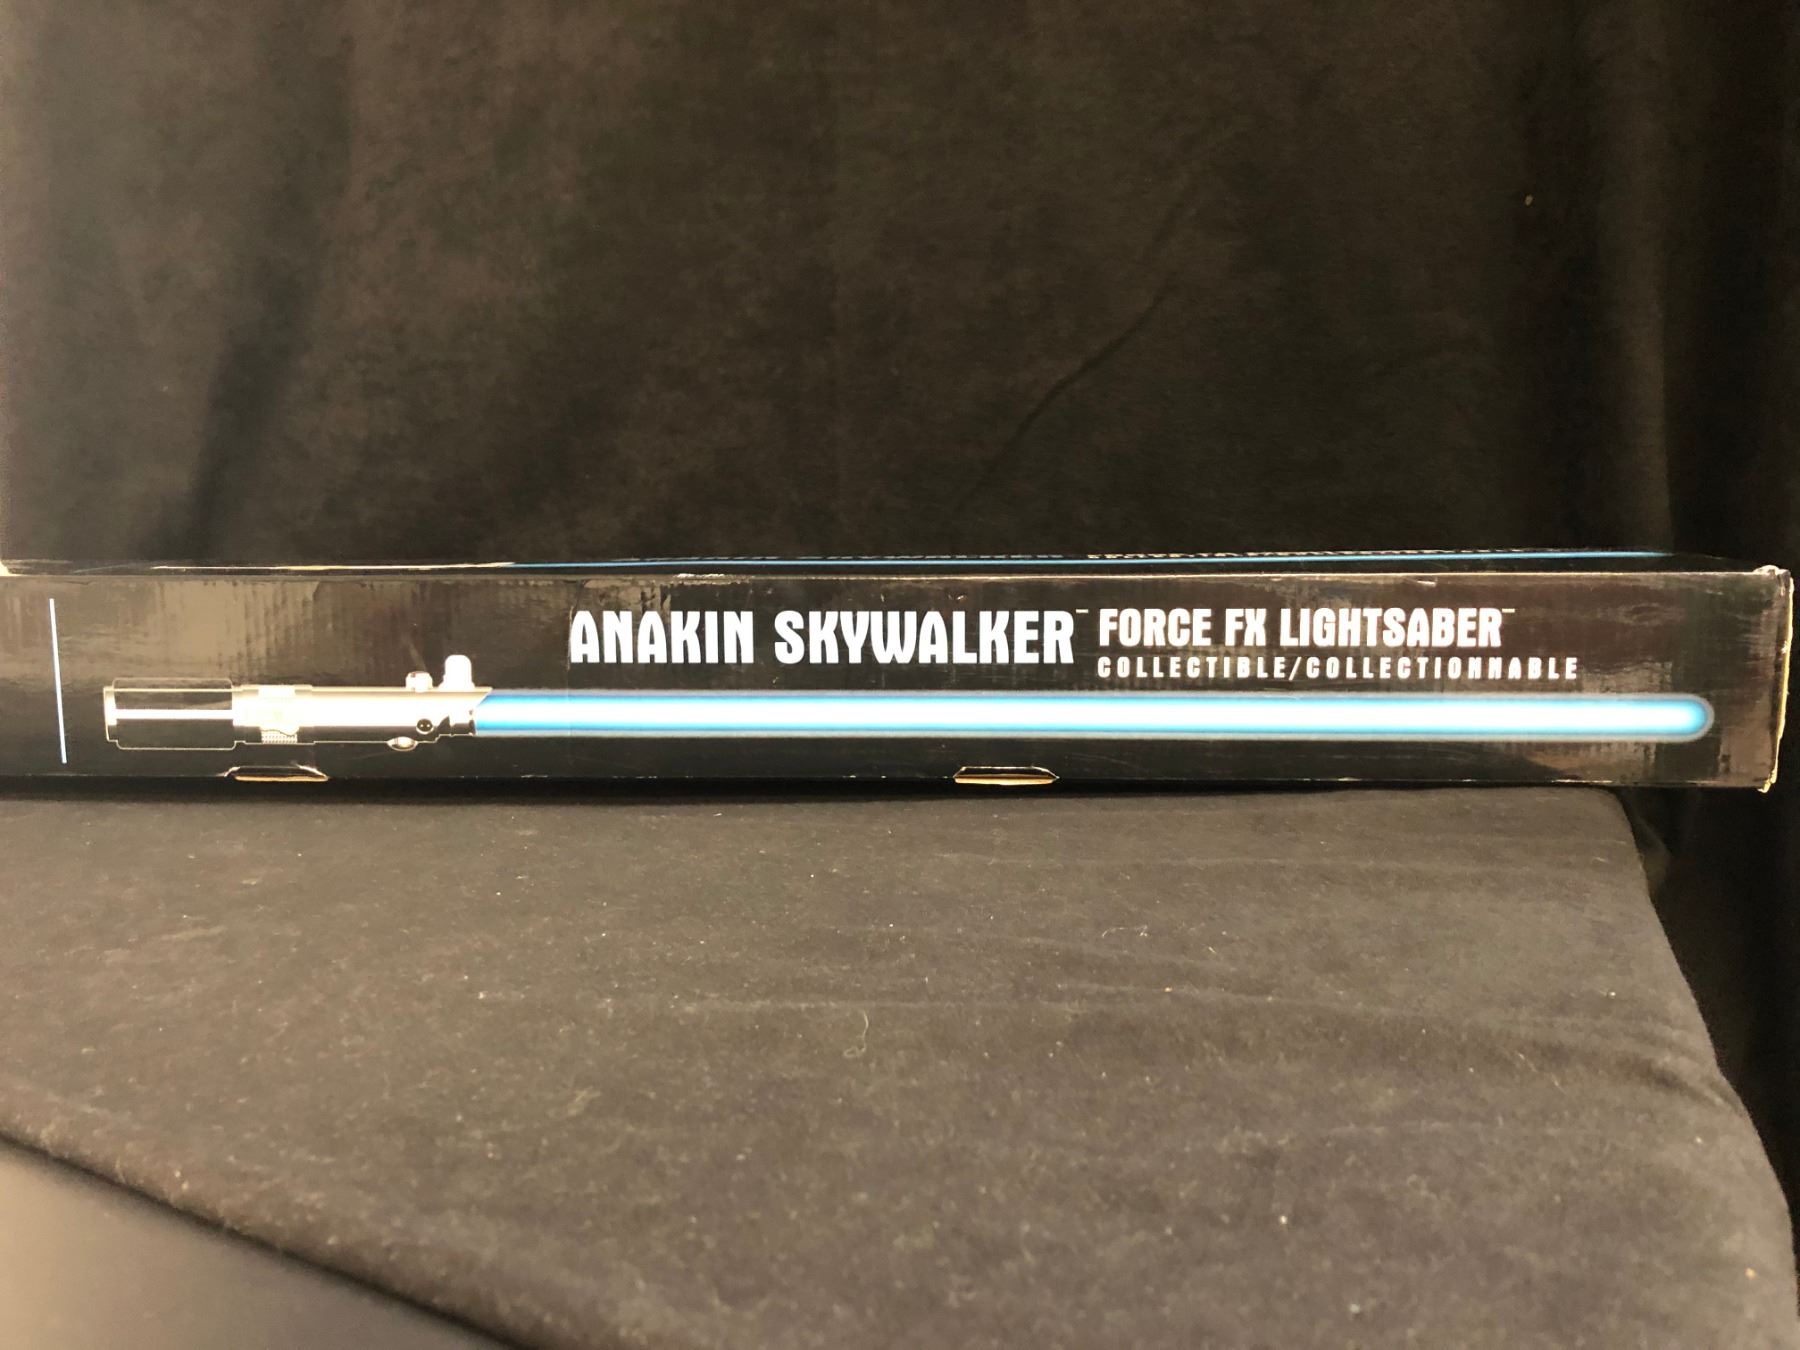 ANAKIN SKYWALKER™ FORCE FX LIGHTSABER™
COLLECTIBLE/COLLECTIONNABLE